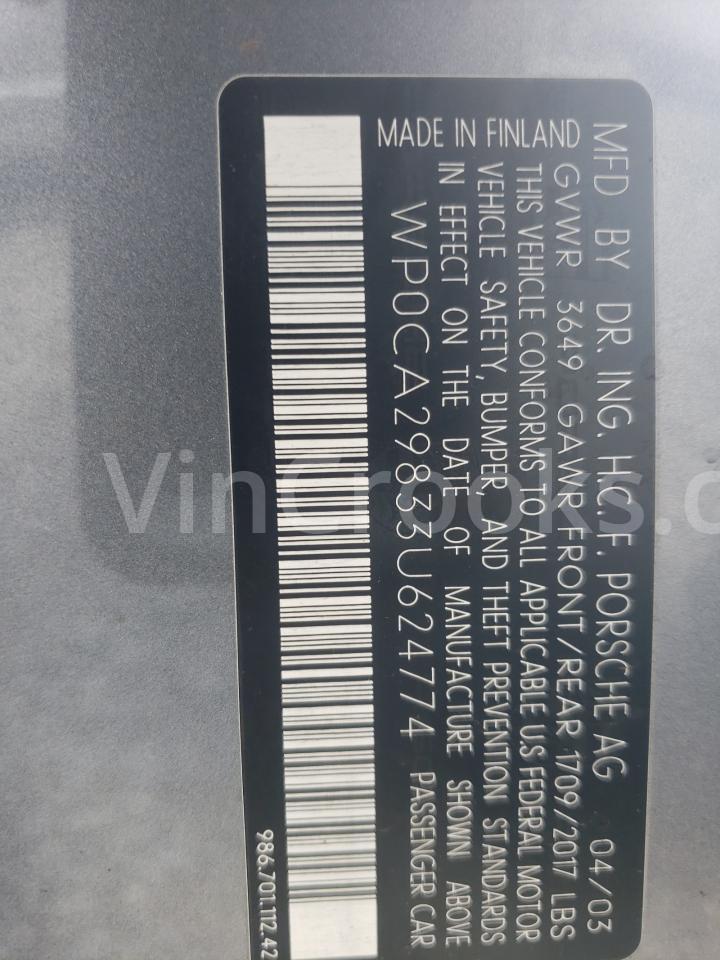 MFD BY DR. ING. H.C. F. PORSCHE AG 04/03
GVWR 3649 GAWR FRONT/REAR 1709/2017 LBS
THIS VEHICLE CONFORMS TO ALL APPLICABLE U.S FEDERAL MOTOR
VEHICLE SAFETY, BUMPER, AND THEFT PREVENTION STANDARDS
IN EFFECT ON THE DATE OF MANUFACTURE SHOWN ABOVE
MADE IN FINLAND
WP0CA29833U624774 PASSENGER CAR
986.701.112.42
VinCrooks.c